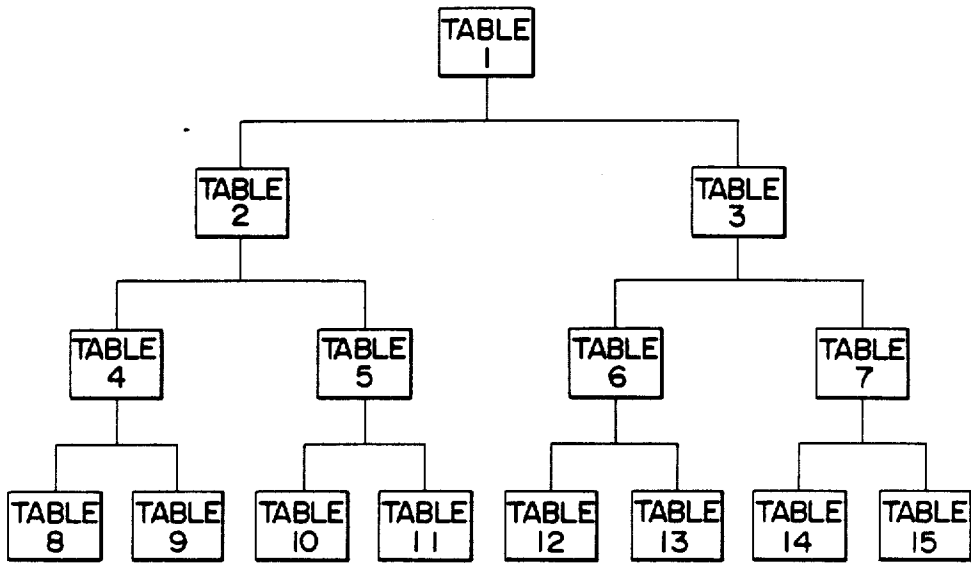 TABLE
1
TABLE
2
TABLE
3
TABLE
4
TABLE
5
TABLE
6
TABLE
7
TABLE
8
TABLE
9
TABLE
10
TABLE
11
TABLE
12
TABLE
13
TABLE
14
TABLE
15